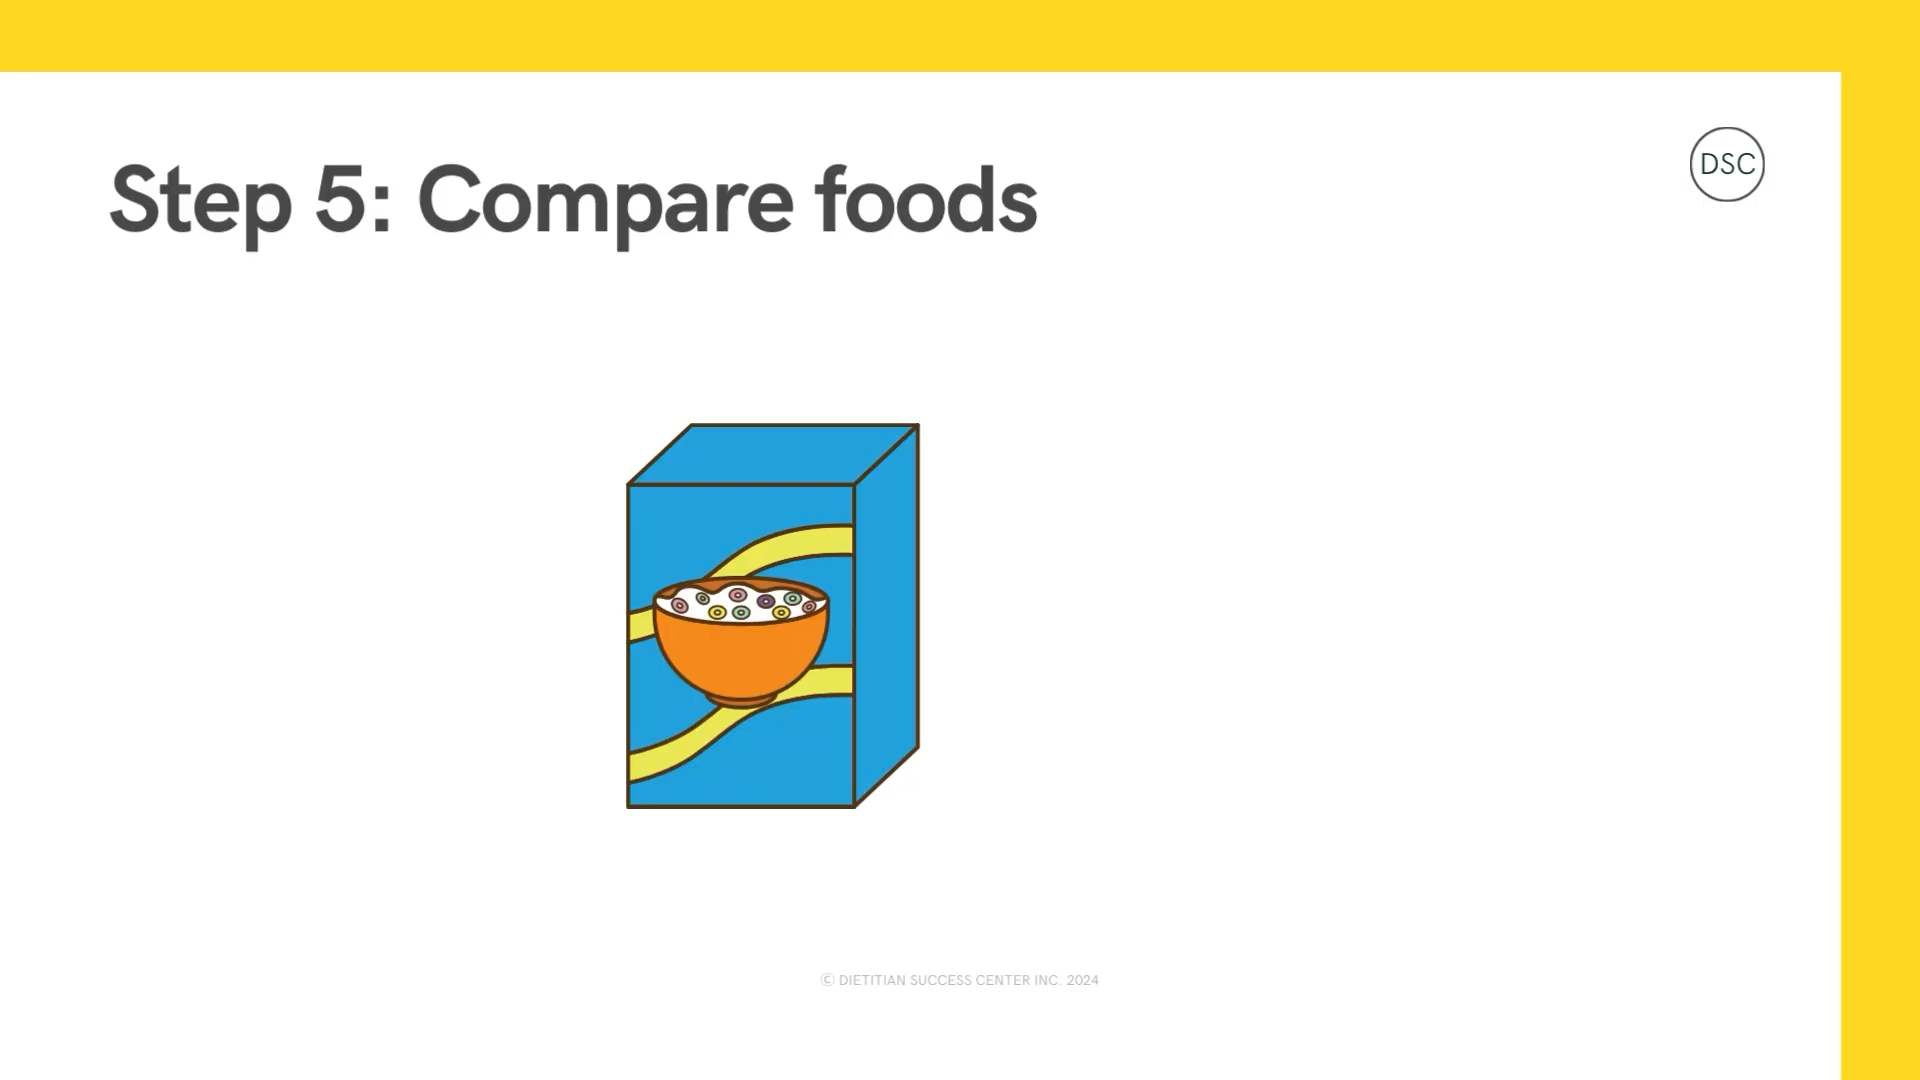 Step 5: Compare foods
DSC
© DIETITIAN SUCCESS CENTER INC. 2024